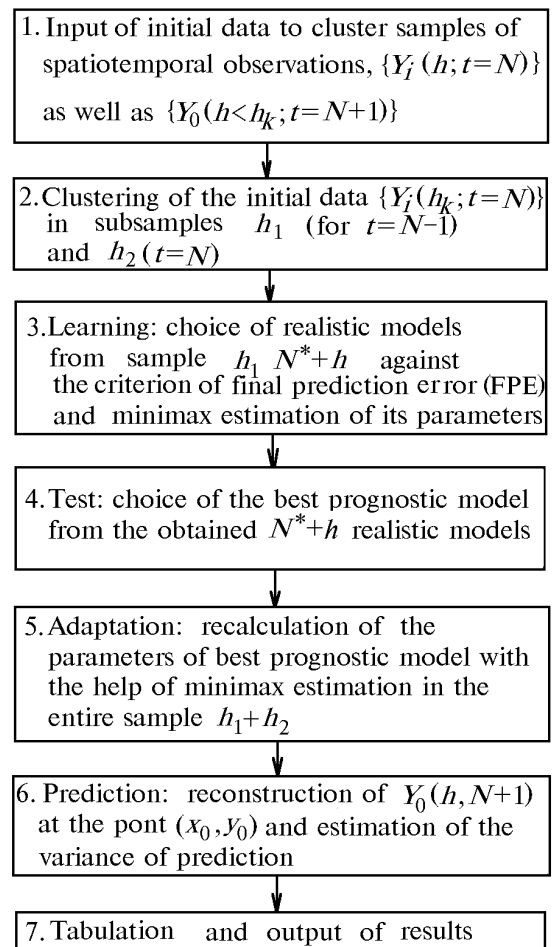 1. Input of initial data to cluster samples of
spatiotemporal observations, {Yᵢ (h; t=N)}
as well as {Y₀(h<hₖ; t=N+1)}
2. Clustering of the initial data {Yᵢ(hₖ; t=N)}
in subsamples h₁ (for t=N-1)
and h₂(t=N)
3. Learning: choice of realistic models
from sample h₁ N*+h against
the criterion of final prediction error (FPE)
and minimax estimation of its parameters
4. Test: choice of the best prognostic model
from the obtained N*+h realistic models
5. Adaptation: recalculation of the
parameters of best prognostic model with
the help of minimax estimation in the
entire sample h₁+h₂
6. Prediction: reconstruction of Y₀(h, N+1)
at the pont (x₀, y₀) and estimation of the
variance of prediction
7. Tabulation and output of results